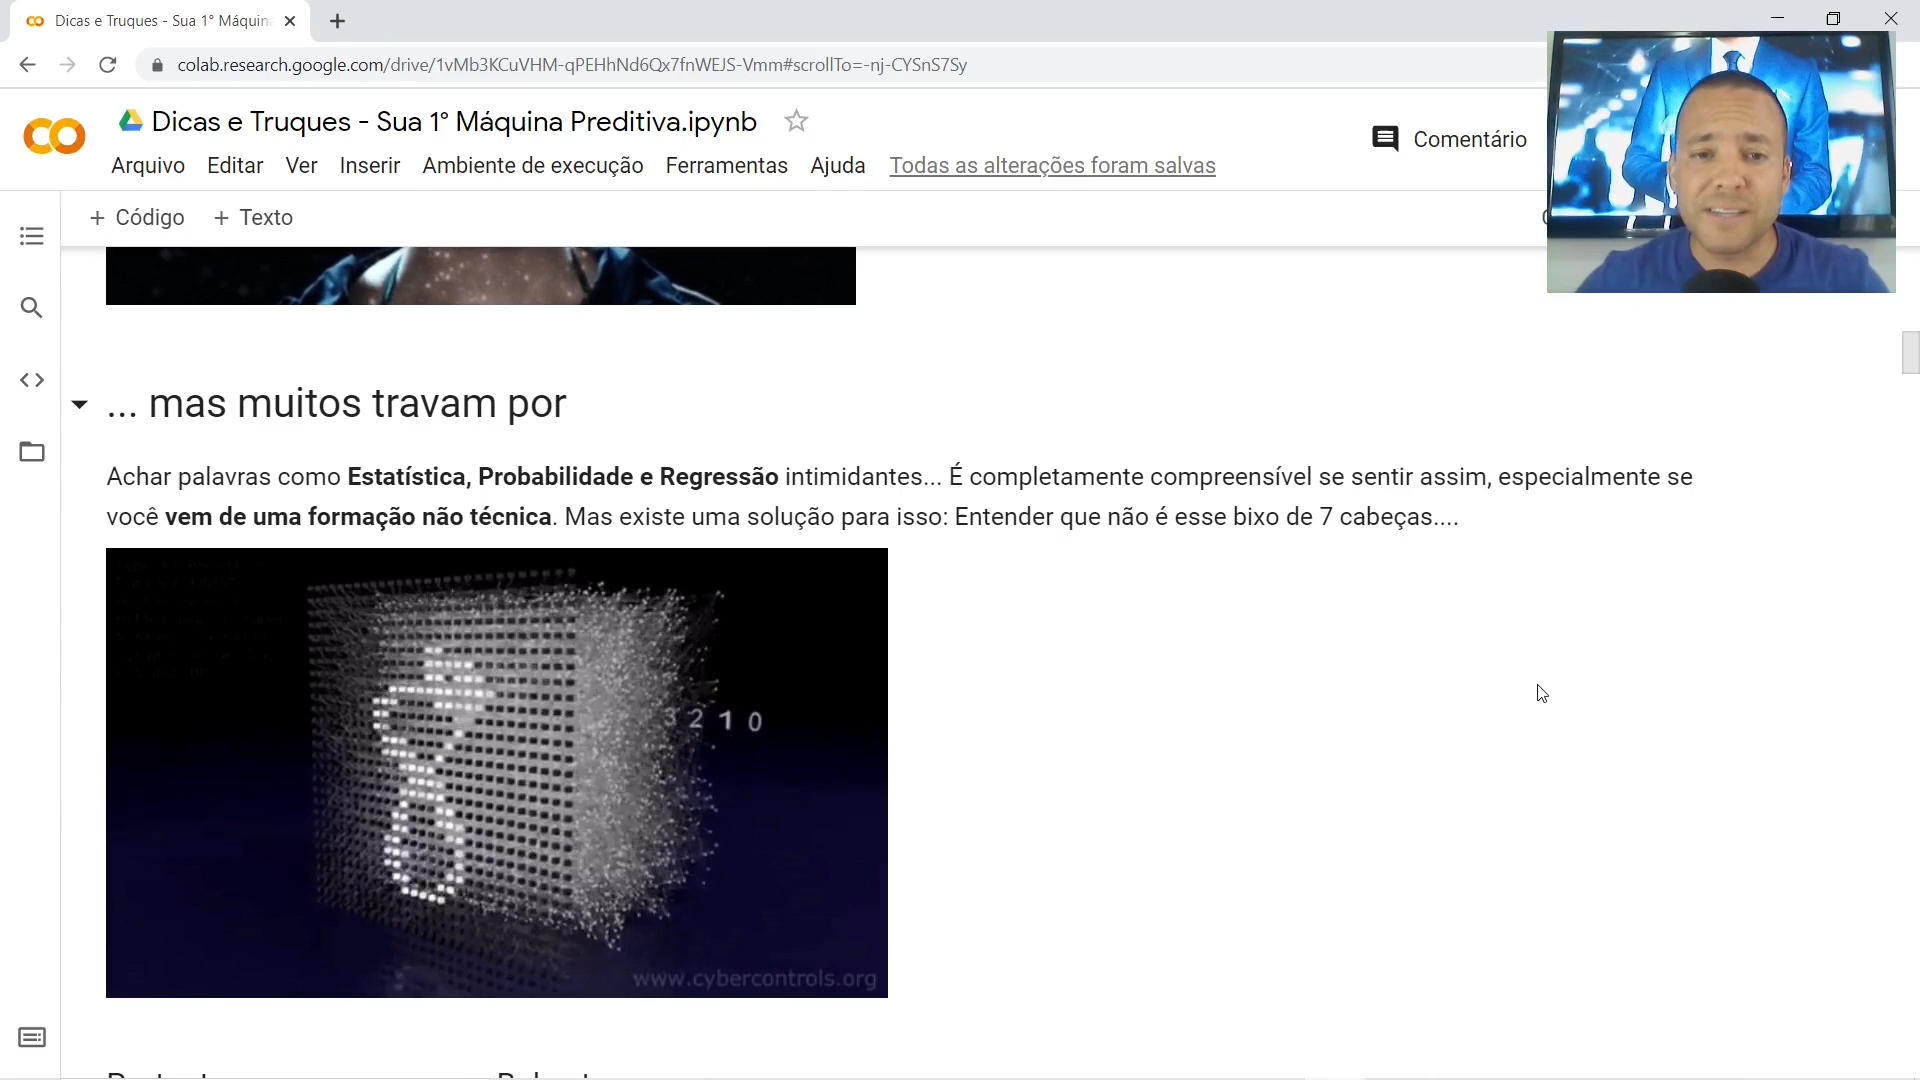 Dicas e Truques - Sua 1° Máquin
colab.research.google.com/drive/1vMb3KCuVHM-qPEHhNd6Qx7fnWEJS-Vmm#scrollTo=-nj-CYSnS7Sy
Dicas e Truques - Sua 1° Máquina Preditiva.ipynb
Comentário
Arquivo Editar Ver Inserir Ambiente de execução Ferramentas Ajuda Todas as alterações foram salvas
+ Código + Texto
... mas muitos travam por
Achar palavras como Estatística, Probabilidade e Regressão intimidantes... É completamente compreensível se sentir assim, especialmente se
você vem de uma formação não técnica. Mas existe uma solução para isso: Entender que não é esse bixo de 7 cabeças....
3 2 1 0
www.cybercontrols.org